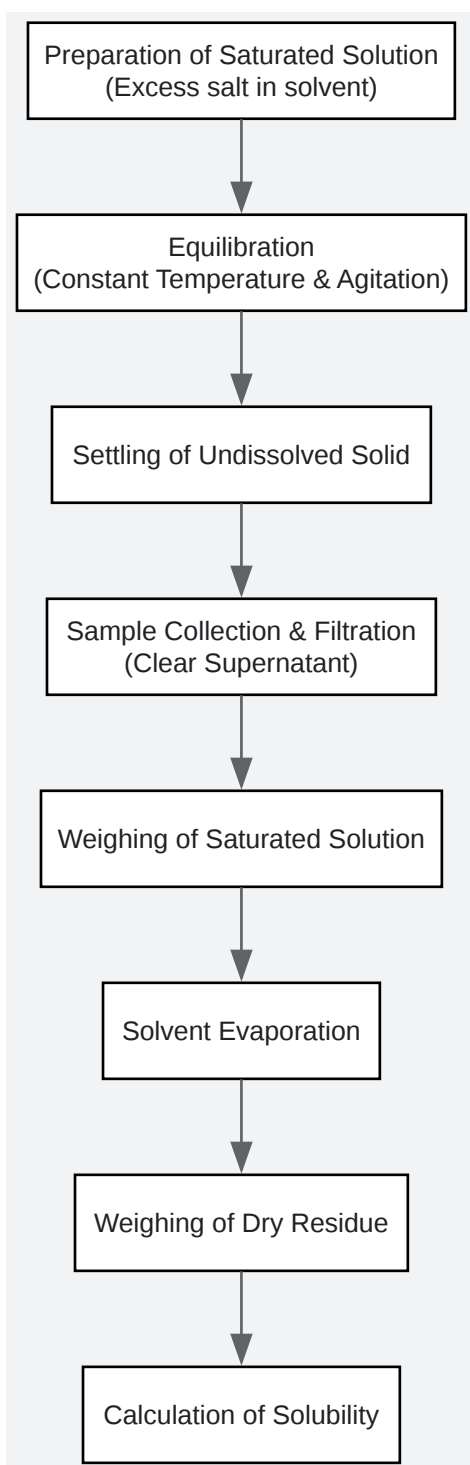 Preparation of Saturated Solution
(Excess salt in solvent)
Equilibration
(Constant Temperature & Agitation)
Settling of Undissolved Solid
Sample Collection & Filtration
(Clear Supernatant)
Weighing of Saturated Solution
Solvent Evaporation
Weighing of Dry Residue
Calculation of Solubility